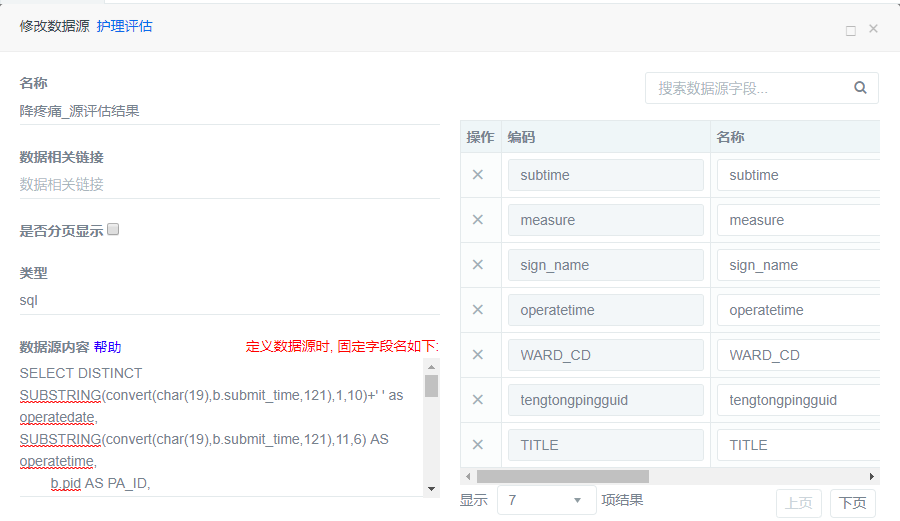 修改数据源 护理评估
名称
降疼痛_源评估结果
数据相关链接
数据相关链接
是否分页显示
类型
sql
数据源内容 帮助 定义数据源时, 固定字段名如下:
SELECT DISTINCT
SUBSTRING(convert(char(19),b.submit_time,121),1,10)+' ' as
operatedate,
SUBSTRING(convert(char(19),b.submit_time,121),11,6) AS
operatetime,
b.pid AS PA_ID,
搜索数据源字段...
操作 编码 名称
subtime subtime
measure measure
sign_name sign_name
operatetime operatetime
WARD_CD WARD_CD
tengtongpingguid tengtongpingguid
TITLE TITLE
显示 7 项结果 上页 下页